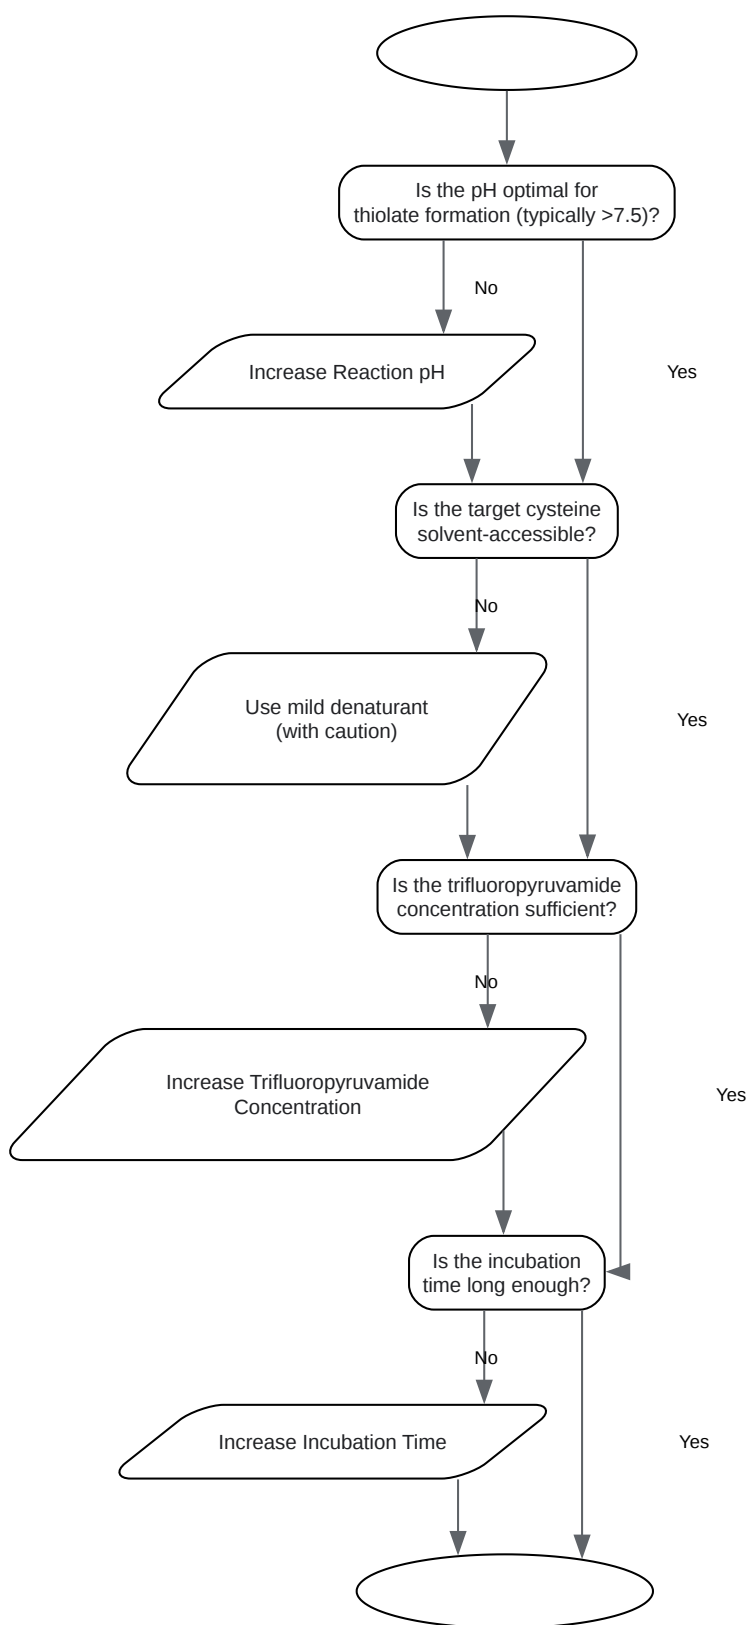 Is the pH optimal for
thiolate formation (typically >7.5)?
No
Increase Reaction pH
Yes
Is the target cysteine
solvent-accessible?
No
Use mild denaturant
(with caution)
Yes
Is the trifluoropyruvamide
concentration sufficient?
No
Increase Trifluoropyruvamide
Concentration
Yes
Is the incubation
time long enough?
No
Increase Incubation Time
Yes